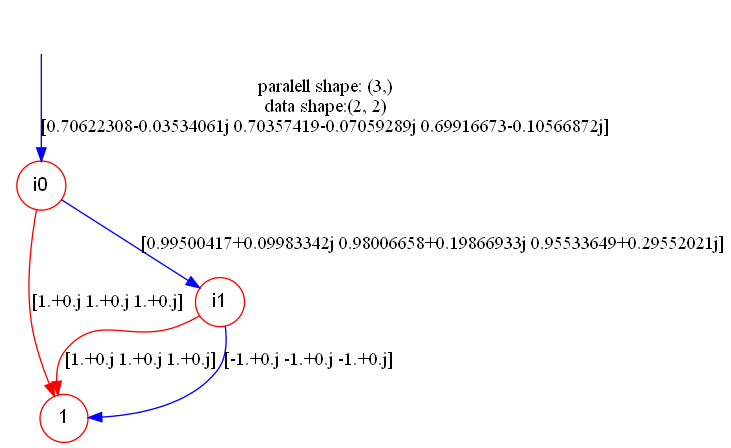 paralell shape: (3,)
data shape:(2, 2)
[0.70622308-0.03534061j 0.70357419-0.07059289j 0.69916673-0.10566872j]
i0
[0.99500417+0.09983342j 0.98006658+0.19866933j 0.95533649+0.29552021j]
[1.+0.j 1.+0.j 1.+0.j]
i1
[1.+0.j 1.+0.j 1.+0.j]
[-1.+0.j -1.+0.j -1.+0.j]
1